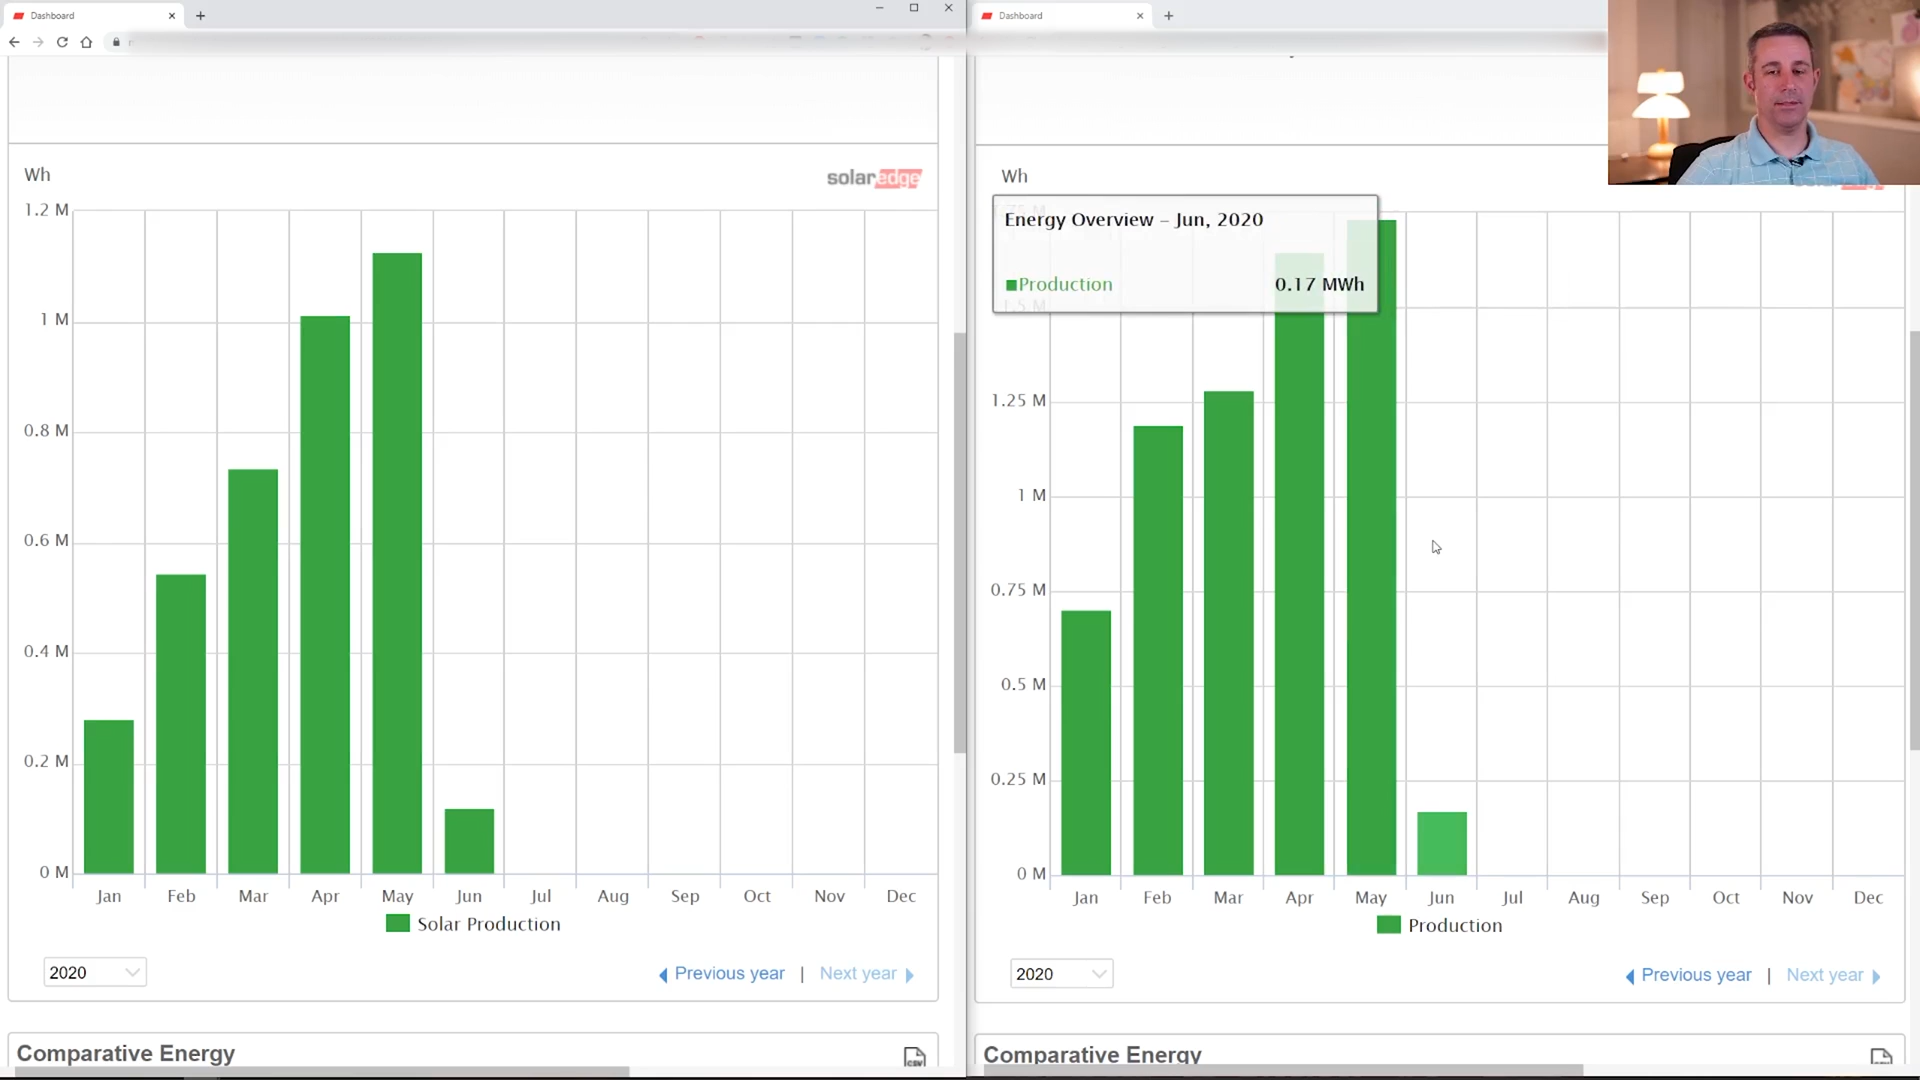 Dashboard
Dashboard
Wh
solaredge
1.2 M
1 M
0.8 M
0.6 M
0.4 M
0.2 M
0 M
Jan Feb Mar Apr May Jun Jul Aug Sep Oct Nov Dec
Solar Production
2020
Previous year | Next year
Comparative Energy
CSV
Wh
Energy Overview – Jun, 2020
Production 0.17 MWh
1.5 M
1.25 M
1 M
0.75 M
0.5 M
0.25 M
0 M
Jan Feb Mar Apr May Jun Jul Aug Sep Oct Nov Dec
Production
2020
Previous year | Next year
Comparative Energy